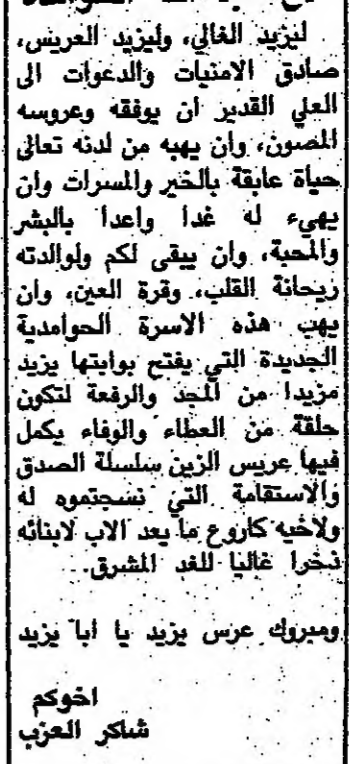 ليزيد الغالي، وليزيد العريس،
صادق الامنيات والدعوات الى
العلي القدير ان يوفقه وعروسه
المصون، وان يهبه من لدنه تعالى
حياة عابقة بالخير والمسرات وان
يهيء له غدا واعدا بالبشر
والمحبة، وان يبقى لكم ولوالدته
ريحانة القلب، وقرة العين، وان
يهب هذه الاسرة الحوامدية
الجديدة التي يفتح بوابتها يزيد
مزيدا من المجد والرفعة لتكون
حلقة من العطاء والوفاء يكمل
فيها عريس الزين سلسلة الصدق
والاستقامة التي نسجتموه له
ولاخيه كاروع ما يعد الاب لابنائه
ذخرا غاليا للغد المشرق..
ومبروك عرس يزيد يا ابا يزيد
اخوكم
شاكر العزب